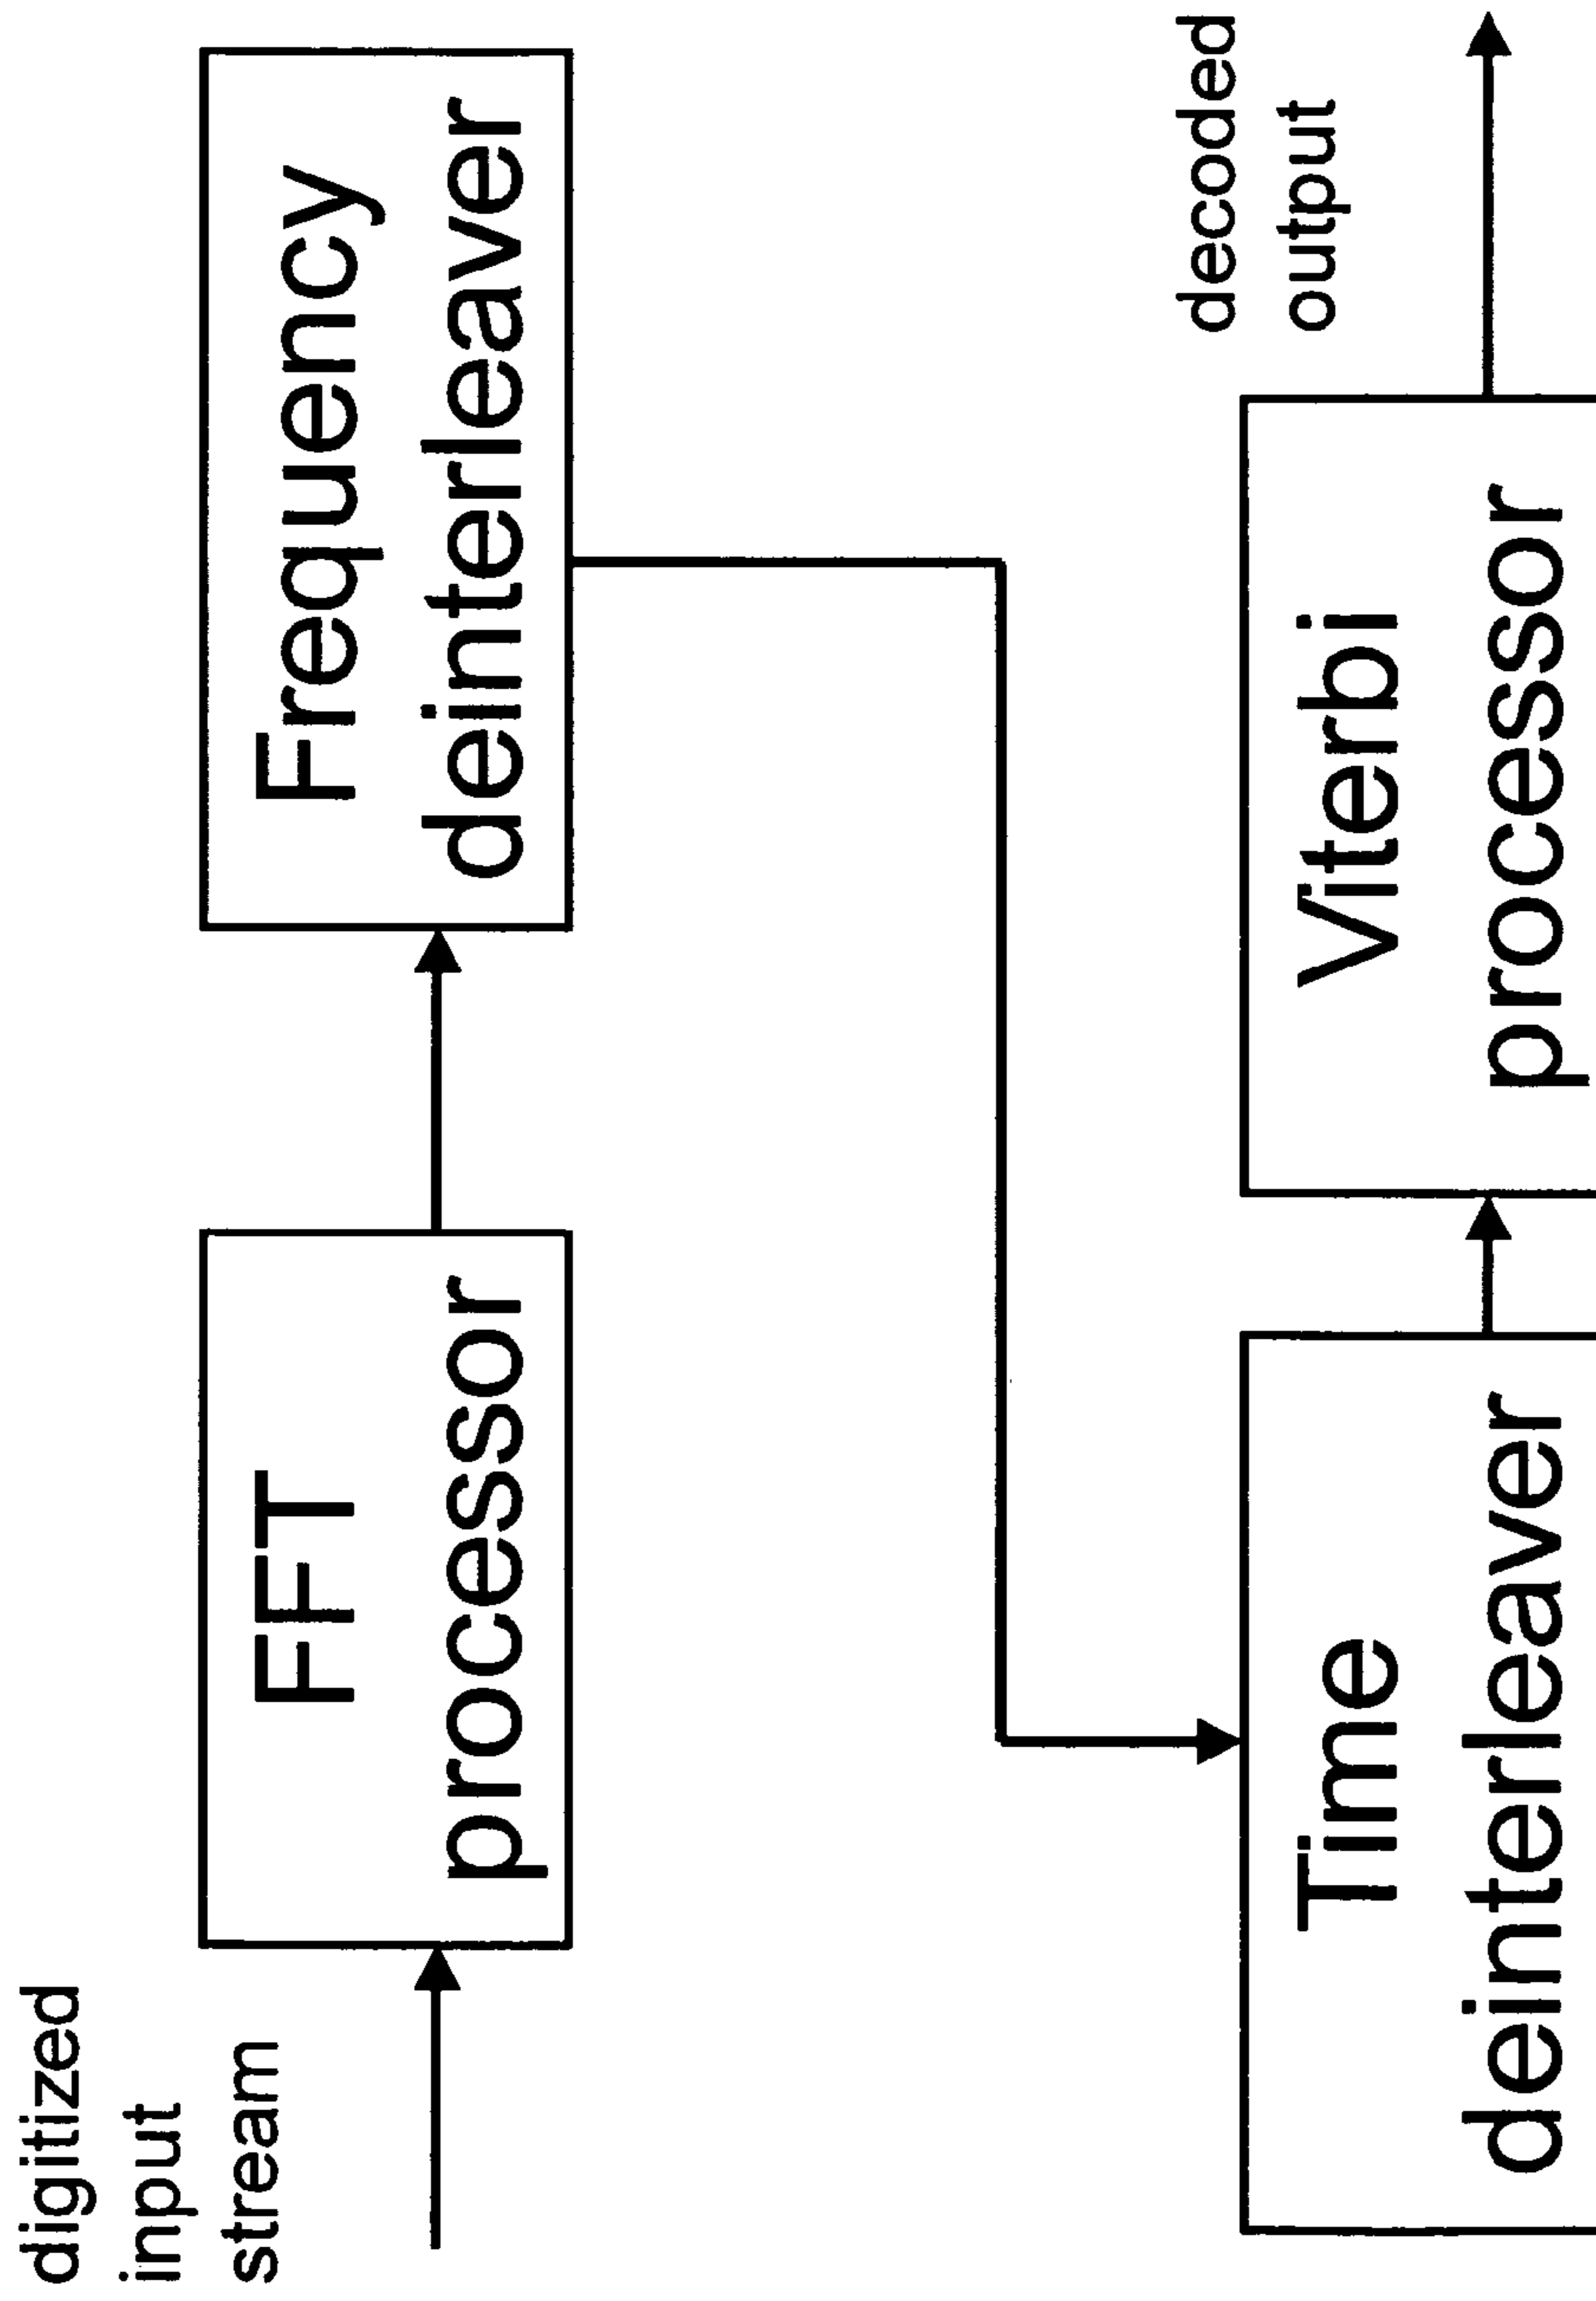 digitized
input
stream
FFT
processor
Frequency
deinterleaver
Time
deinterleaver
Viterbi
processor
decoded
output